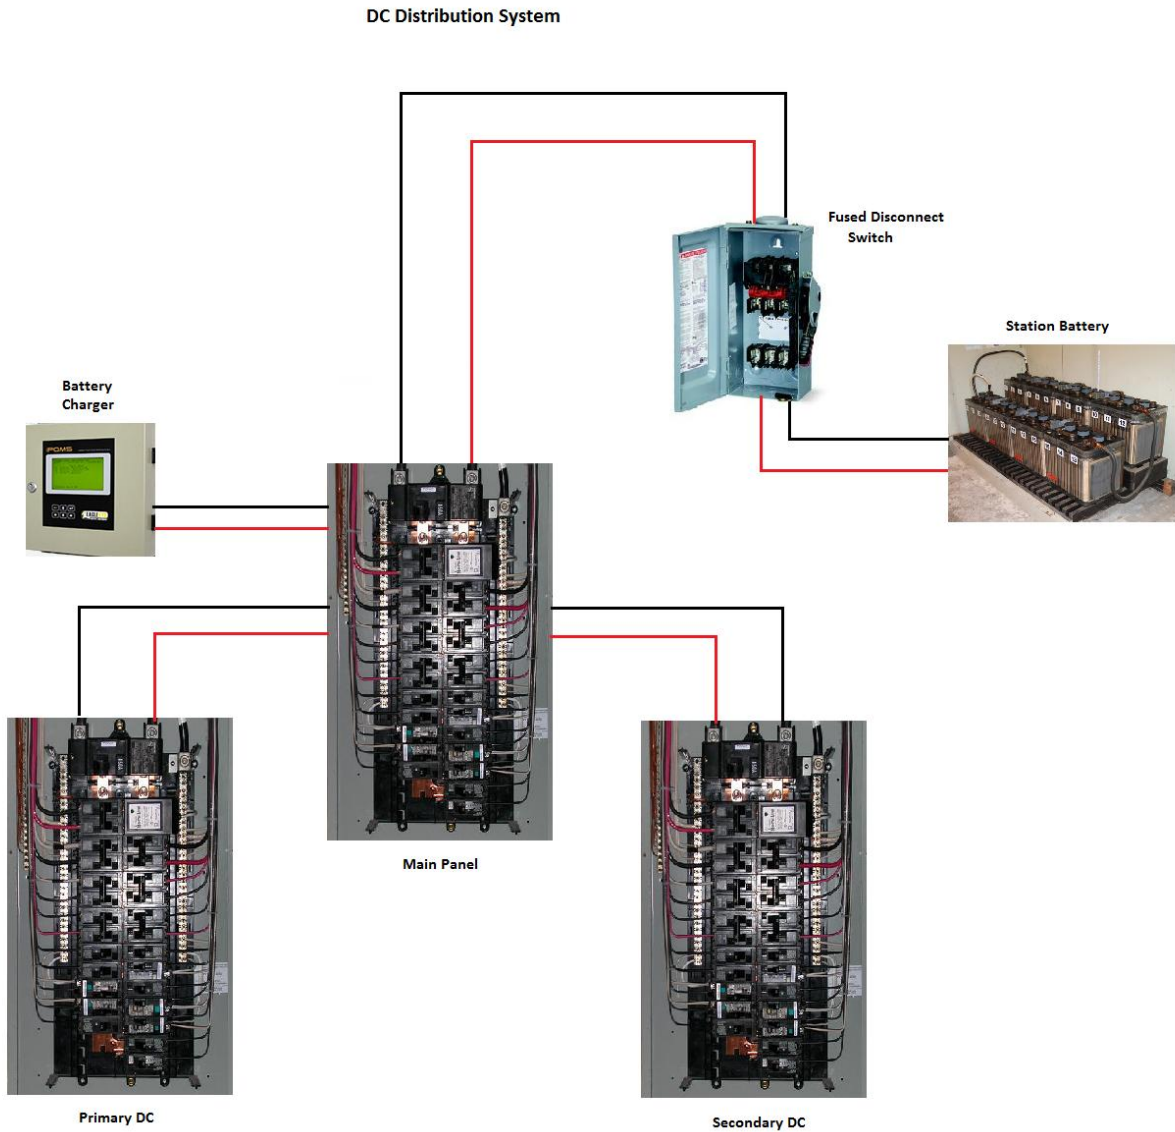 DC Distribution System
Fused Disconnect
Switch
Station Battery
Battery
Charger
Main Panel
Primary DC
Secondary DC